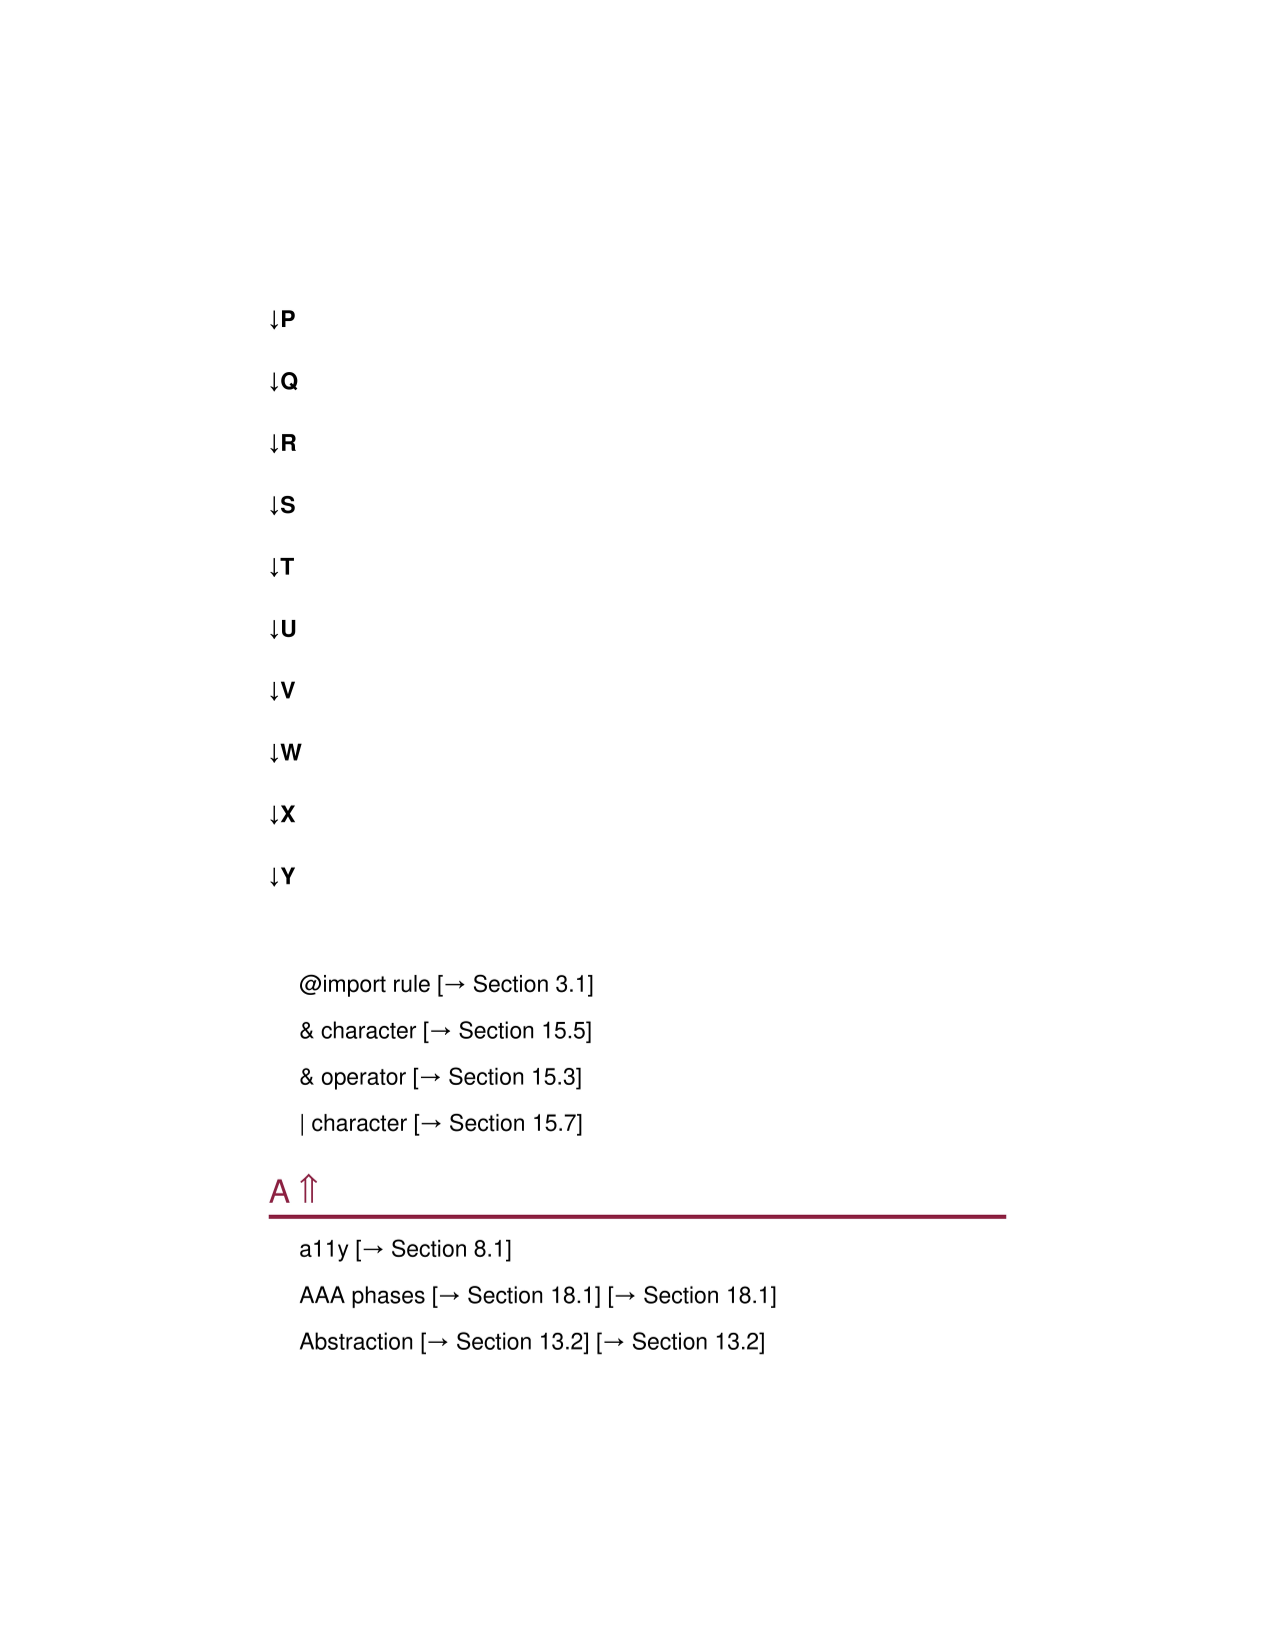 ↓P
↓Q
↓R
↓S
↓T
↓U
↓V
↓W
↓X
↓Y
@import rule [→ Section 3.1]
& character [→ Section 15.5]
& operator [→ Section 15.3]
| character [→ Section 15.7]
A ⇑
a11y [→ Section 8.1]
AAA phases [→ Section 18.1] [→ Section 18.1]
Abstraction [→ Section 13.2] [→ Section 13.2]